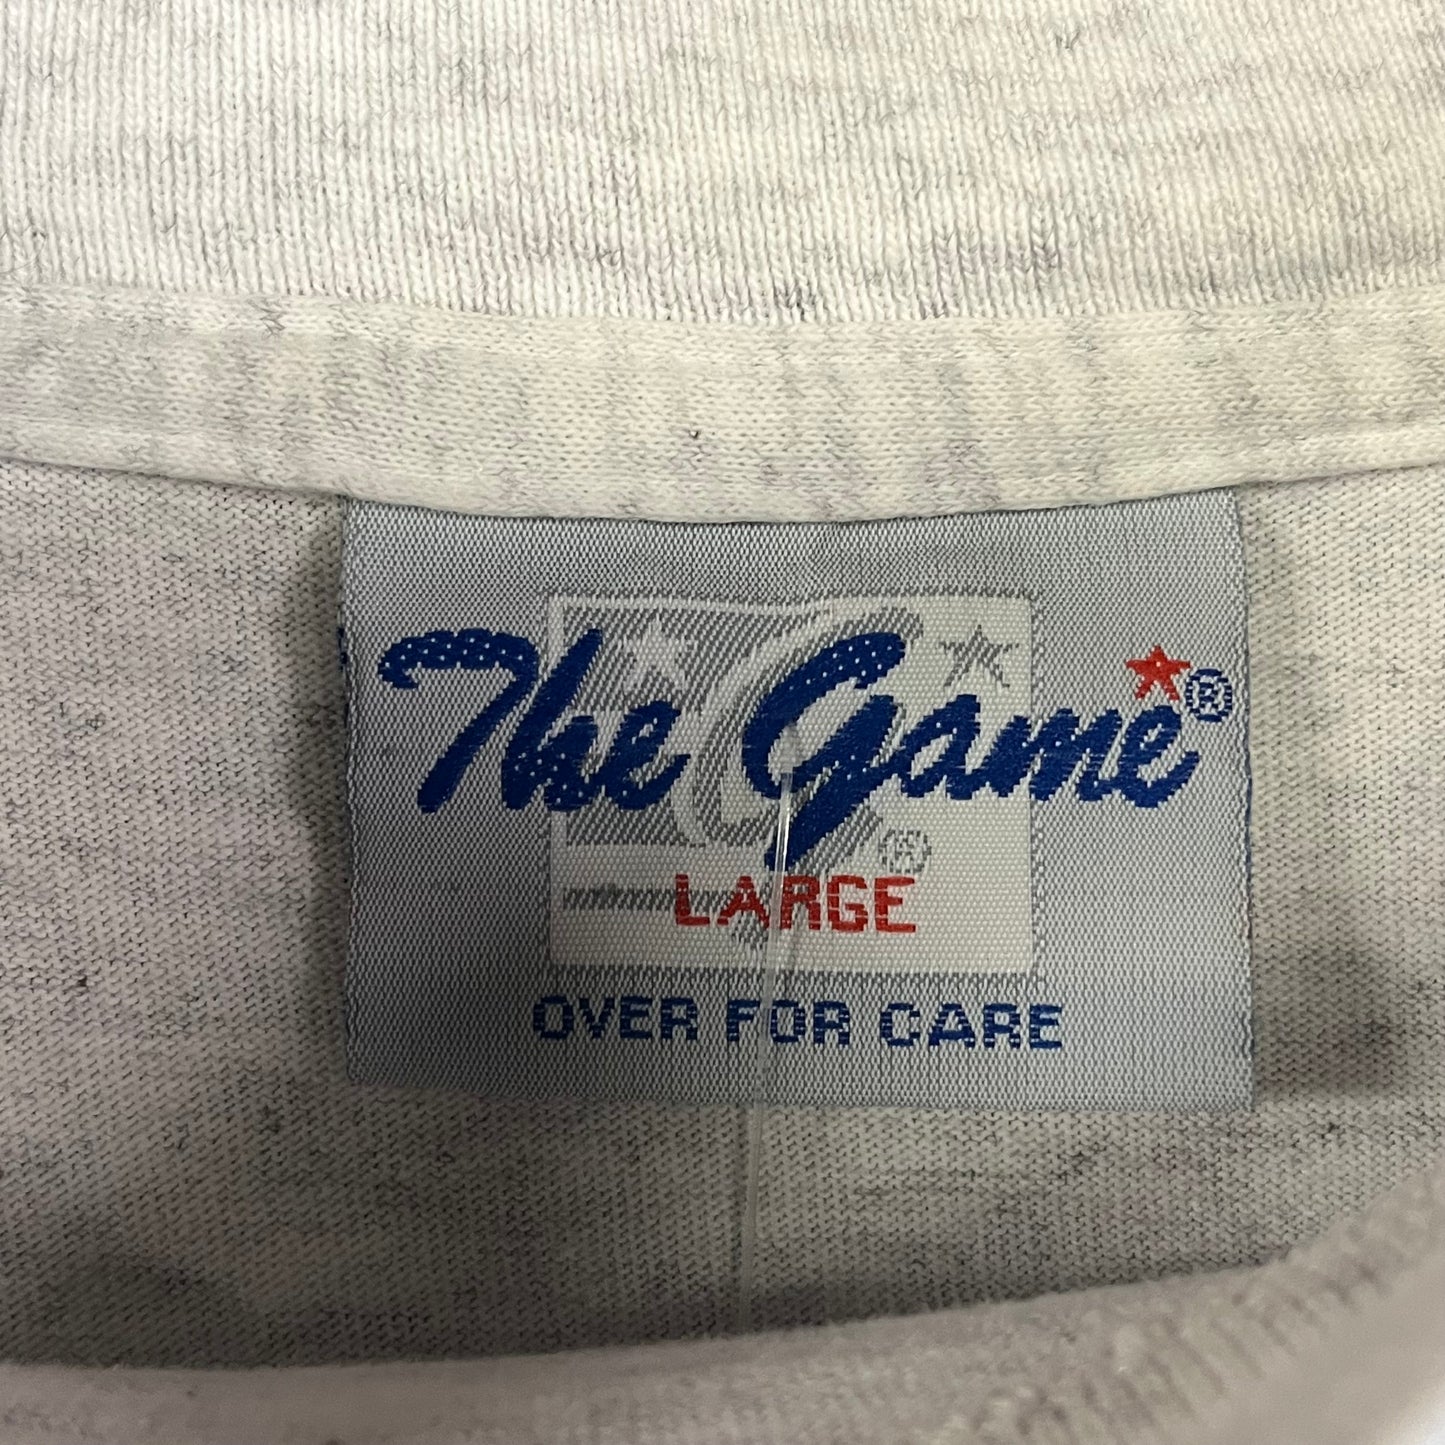 The Game®
®
LARGE
OVER FOR CARE